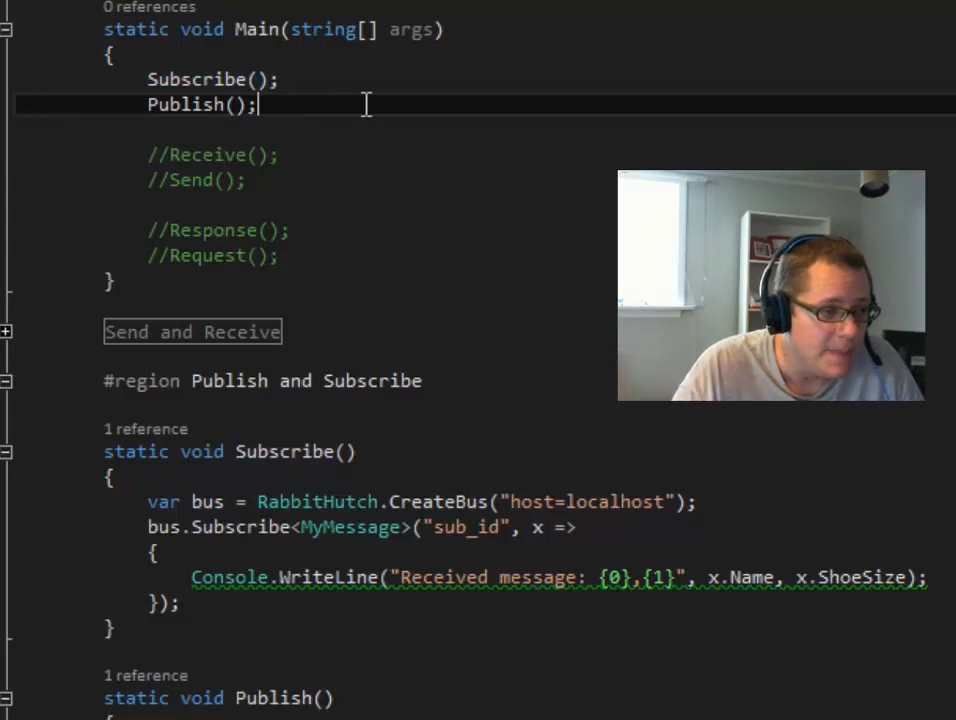 0 references
static void Main(string[] args)
{
Subscribe();
Publish();
//Receive();
//Send();
//Response();
//Request();
}
Send and Receive
#region Publish and Subscribe
1 reference
static void Subscribe()
{
var bus = RabbitHutch.CreateBus("host=localhost");
bus.Subscribe<MyMessage>("sub_id", x =>
{
Console.WriteLine("Received message: {0},{1}", x.Name, x.ShoeSize);
});
}
1 reference
static void Publish()
{